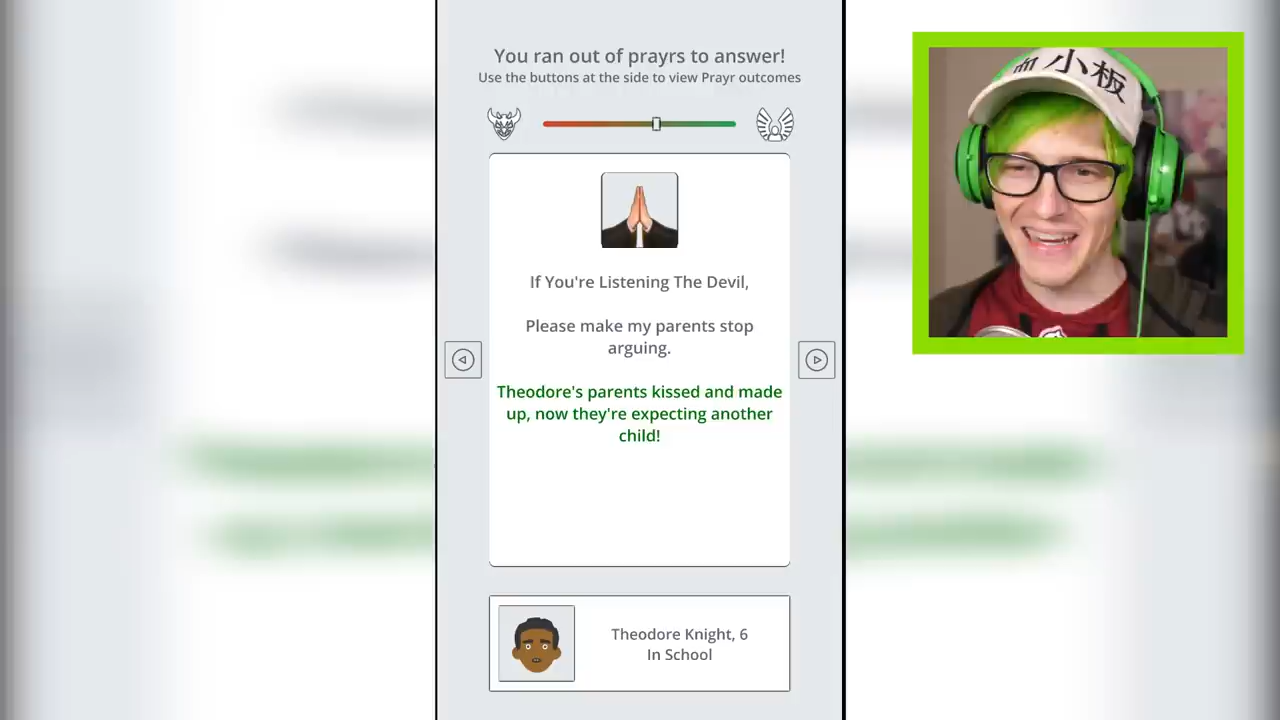 You ran out of prayrs to answer!
Use the buttons at the side to view Prayr outcomes
If You're Listening The Devil,
Please make my parents stop
arguing.
Theodore's parents kissed and made
up, now they're expecting another
child!
Theodore Knight, 6
In School
小板